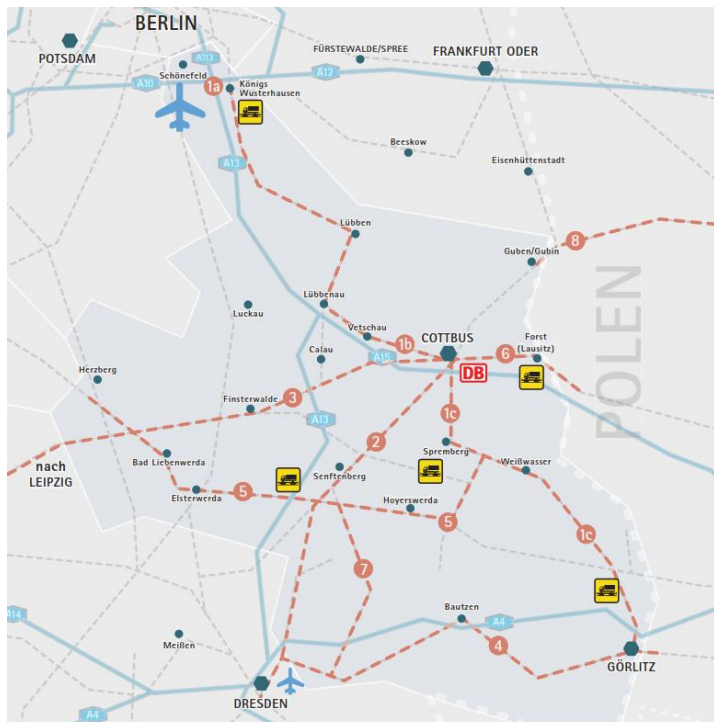 BERLIN
POTSDAM
A113
Schönefeld
FÜRSTEWALDE/SPREE
FRANKFURT ODER
A10
1a
Königs
Wusterhausen
A12
Beeskow
Eisenhüttenstadt
A13
Lübben
8
Guben/Gubin
POLEN
Lübbenau
Luckau
Vetschau
1b
COTTBUS
Forst
(Lausitz)
6
Calau
A15
DB
Herzberg
3
Finsterwalde
A13
2
1c
Spremberg
Bad Liebenwerda
nach
LEIPZIG
Senftenberg
Weißwasser
Elsterwerda
5
Hoyerswerda
5
1c
7
A14
Bautzen
A4
Meißen
4
GÖRLITZ
DRESDEN
A4